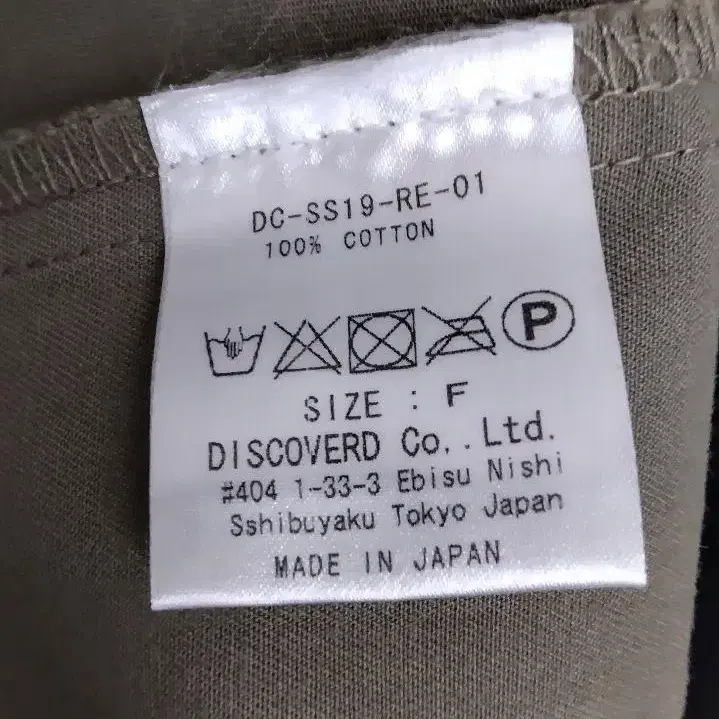 DC-SS19-RE-01
100% COTTON
P
SIZE : F
DISCOVERD Co,.Ltd.
#404 1-33-3 Ebisu Nishi
Sshibuyaku Tokyo Japan
MADE IN JAPAN